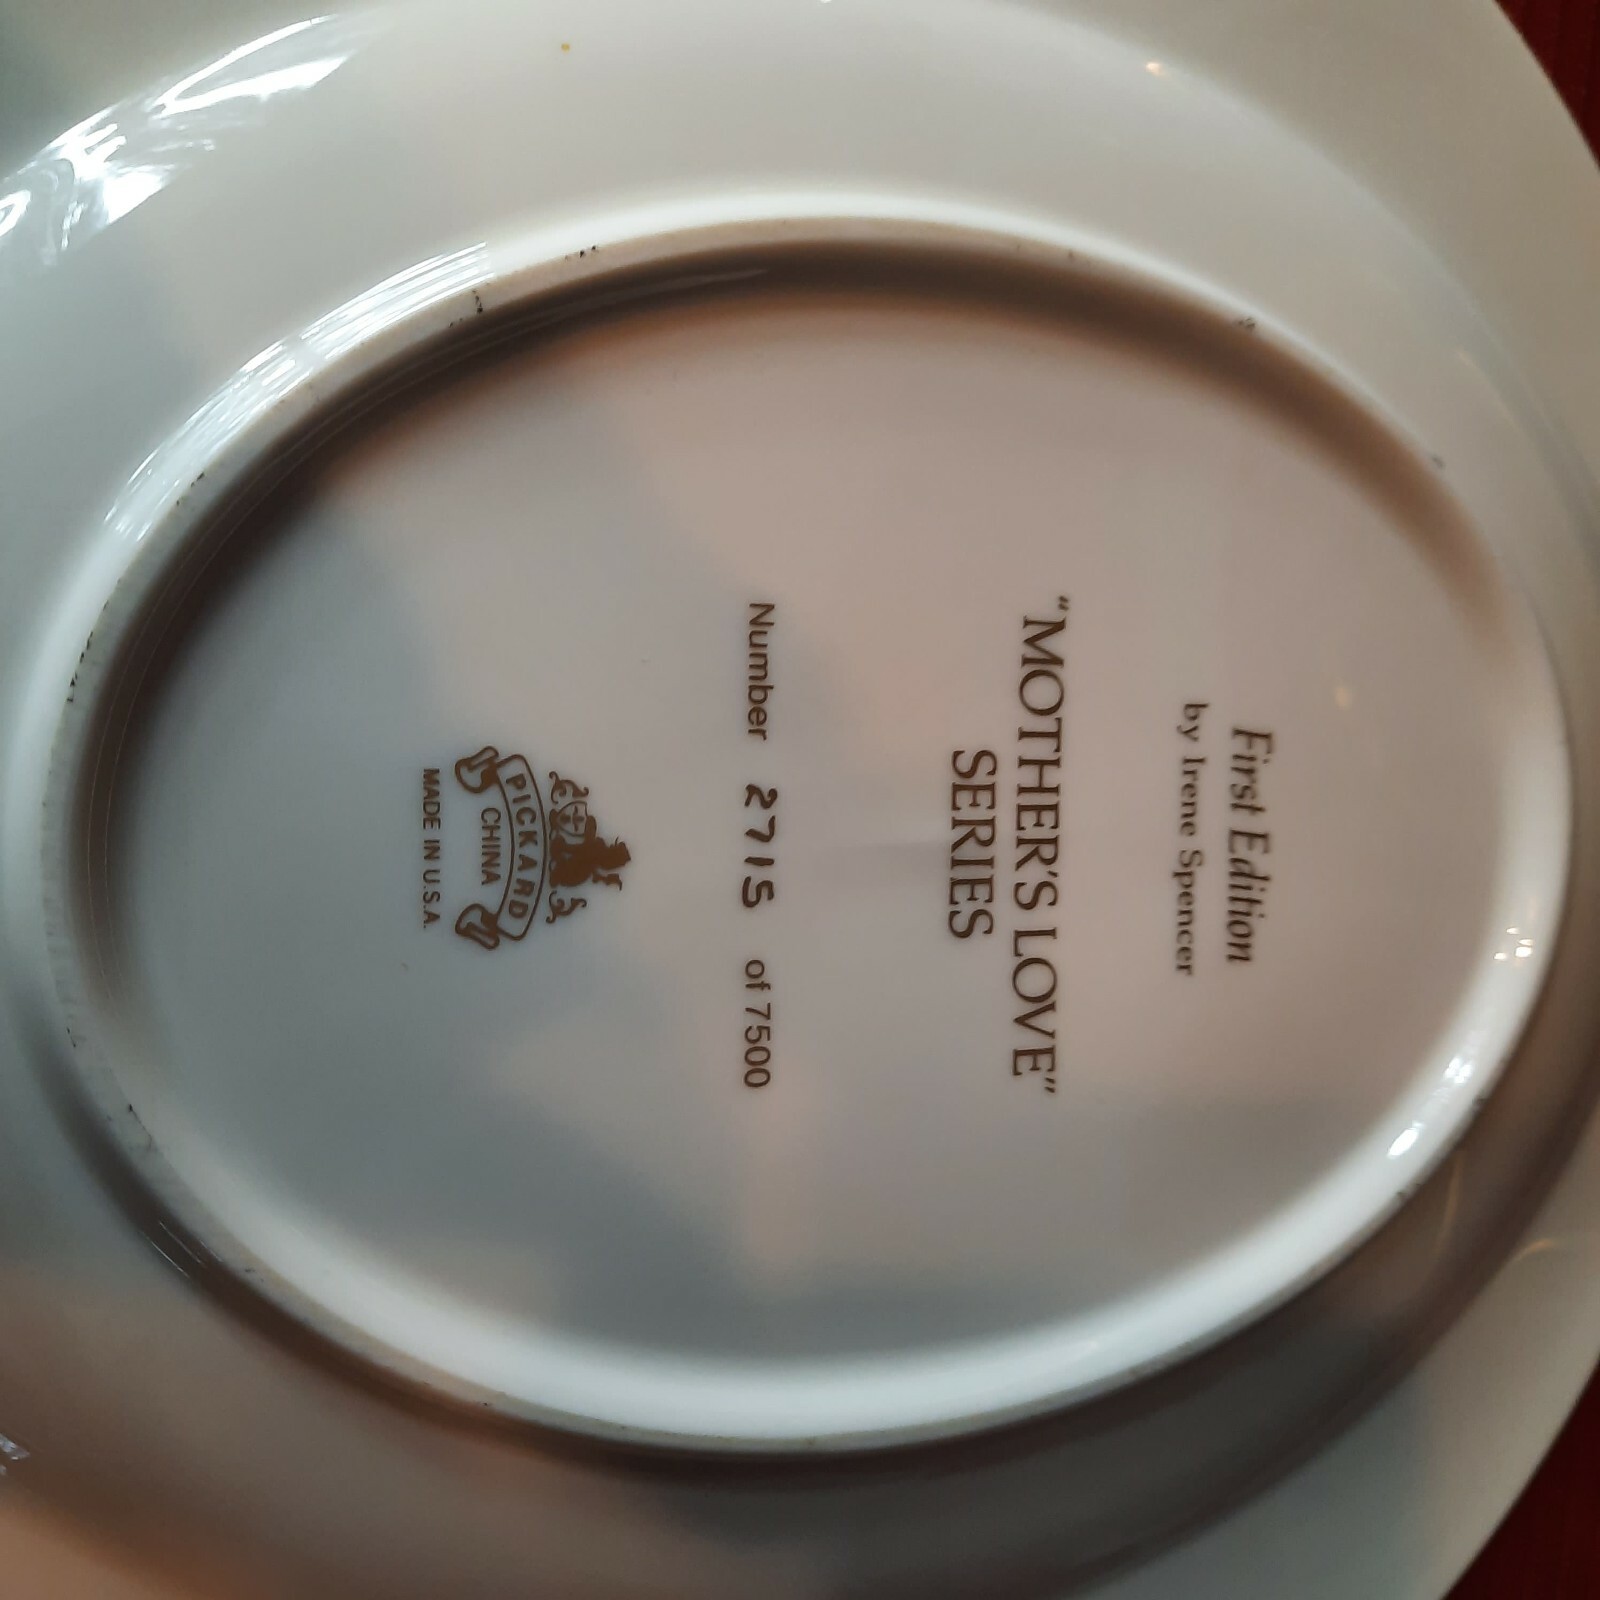 First Edition
by Irene Spencer
"MOTHER'S LOVE"
SERIES
Number 2715 of 7500
PICKARD
CHINA
MADE IN U.S.A.